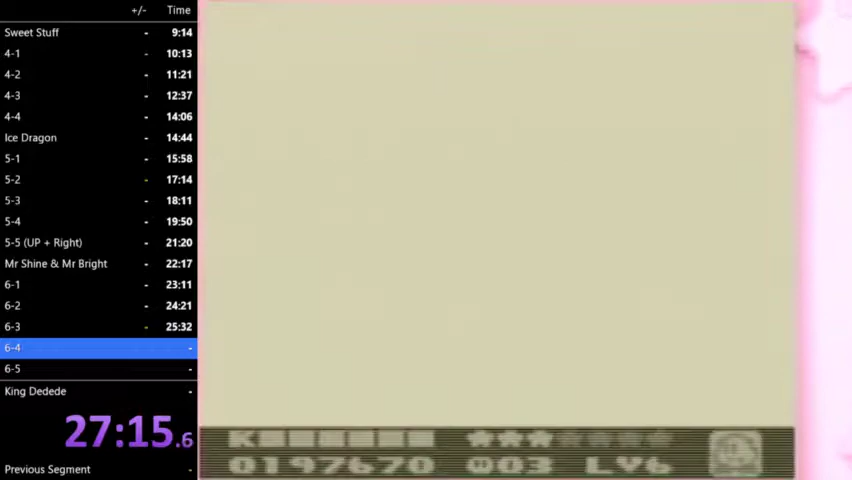 +/- Time
Sweet Stuff - 9:14
4-1 - 10:13
4-2 - 11:21
4-3 - 12:37
4-4 - 14:06
Ice Dragon - 14:44
5-1 - 15:58
5-2 - 17:14
5-3 - 18:11
5-4 - 19:50
5-5 (UP + Right) - 21:20
Mr Shine & Mr Bright - 22:17
6-1 - 23:11
6-2 - 24:21
6-3 - 25:32
6-4 -
6-5 -
King Dedede -
27:15.6
Previous Segment -
K
0197670 003 LV6